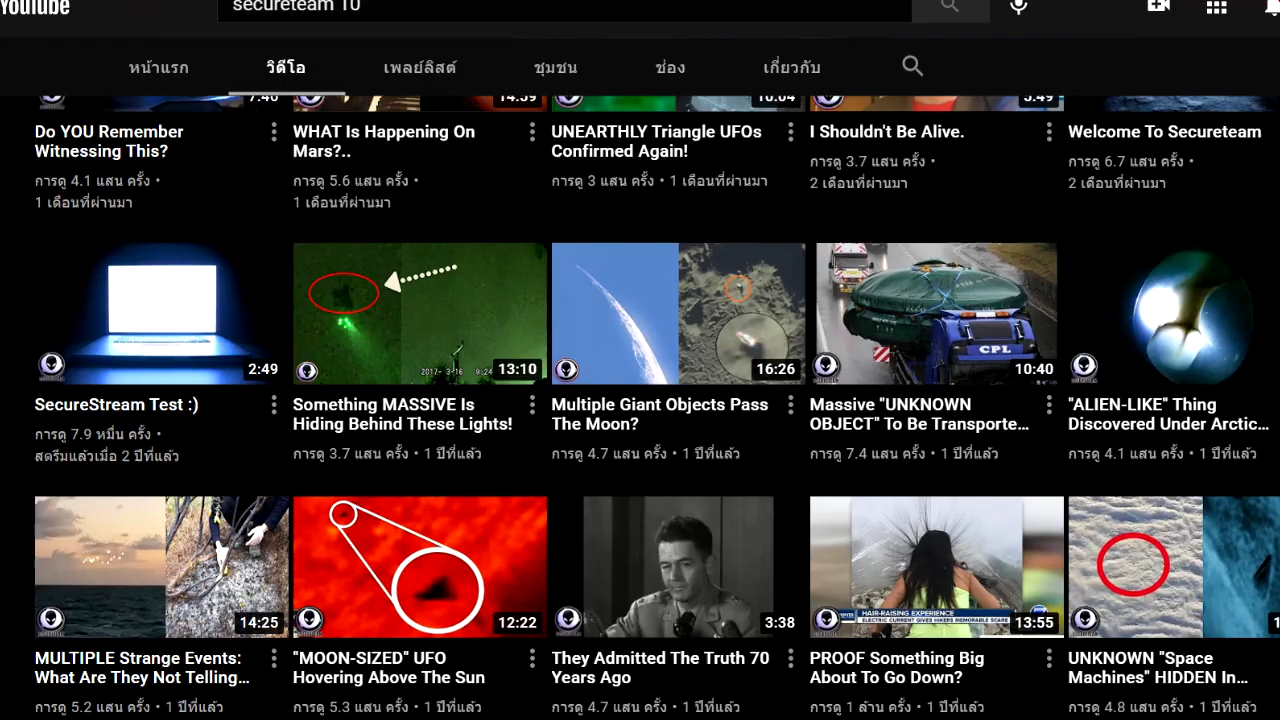 YouTube
secureteam 10
หน้าแรก
วิดีโอ
เพลย์ลิสต์
ชุมชน
ช่อง
เกี่ยวกับ
7:46
14:59
10:04
5:49
Do YOU Remember
Witnessing This?
การดู 4.1 แสน ครั้ง •
1 เดือนที่ผ่านมา
WHAT Is Happening On
Mars?..
การดู 5.6 แสน ครั้ง •
1 เดือนที่ผ่านมา
UNEARTHLY Triangle UFOs
Confirmed Again!
การดู 3 แสน ครั้ง • 1 เดือนที่ผ่านมา
I Shouldn't Be Alive.
การดู 3.7 แสน ครั้ง •
2 เดือนที่ผ่านมา
Welcome To Secureteam
การดู 6.7 แสน ครั้ง •
2 เดือนที่ผ่านมา
2:49
13:10
16:26
CPL
10:40
SecureStream Test :)
การดู 7.9 หมื่น ครั้ง •
สตรีมแล้วเมื่อ 2 ปีที่แล้ว
Something MASSIVE Is
Hiding Behind These Lights!
การดู 3.7 แสน ครั้ง • 1 ปีที่แล้ว
Multiple Giant Objects Pass
The Moon?
การดู 4.7 แสน ครั้ง • 1 ปีที่แล้ว
Massive "UNKNOWN
OBJECT" To Be Transporte...
การดู 7.4 แสน ครั้ง • 1 ปีที่แล้ว
"ALIEN-LIKE" Thing
Discovered Under Arctic...
การดู 4.1 แสน ครั้ง • 1 ปีที่แล้ว
14:25
12:22
3:38
HAIR-RAISING EXPERIENCE
ELECTRIC CURRENT GIVES HIKERS MEMORABLE SCARE
13:55
MULTIPLE Strange Events:
What Are They Not Telling...
การดู 5.2 แสน ครั้ง • 1 ปีที่แล้ว
"MOON-SIZED" UFO
Hovering Above The Sun
การดู 5.3 แสน ครั้ง • 1 ปีที่แล้ว
They Admitted The Truth 70
Years Ago
การดู 4.7 แสน ครั้ง • 1 ปีที่แล้ว
PROOF Something Big
About To Go Down?
การดู 1 ล้าน ครั้ง • 1 ปีที่แล้ว
UNKNOWN "Space
Machines" HIDDEN In...
การดู 4.8 แสน ครั้ง • 1 ปีที่แล้ว